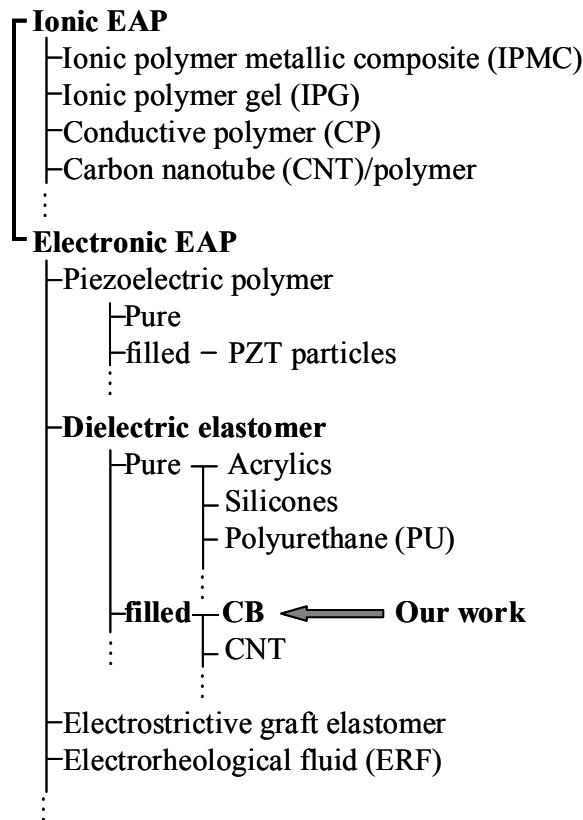 Ionic EAP
Ionic polymer metallic composite (IPMC)
Ionic polymer gel (IPG)
Conductive polymer (CP)
Carbon nanotube (CNT)/polymer
Electronic EAP
Piezoelectric polymer
Pure
filled – PZT particles
Dielectric elastomer
Pure Acrylics
Silicones
Polyurethane (PU)
filled CB Our work
CNT
Electrostrictive graft elastomer
Electrorheological fluid (ERF)